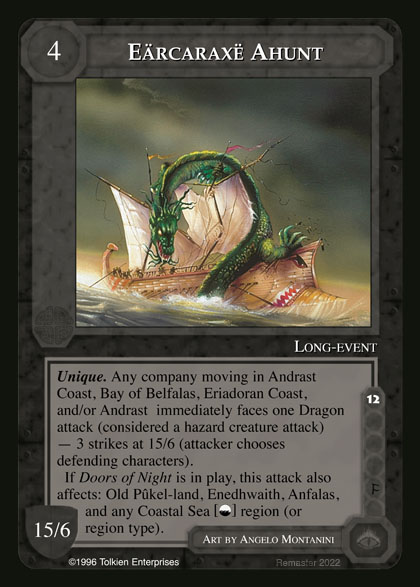 4
EÄRCARAXË AHUNT
LONG-EVENT
Unique. Any company moving in Andrast
Coast, Bay of Belfalas, Eriadoran Coast,
and/or Andrast immediately faces one Dragon
attack (considered a hazard creature attack)
— 3 strikes at 15/6 (attacker chooses
defending characters).
If Doors of Night is in play, this attack also
affects: Old Pûkel-land, Enedhwaith, Anfalas,
and any Coastal Sea [ ] region (or
region type).
12
15/6
ART BY ANGELO MONTANINI
©1996 Tolkien Enterprises
Remaster 2022